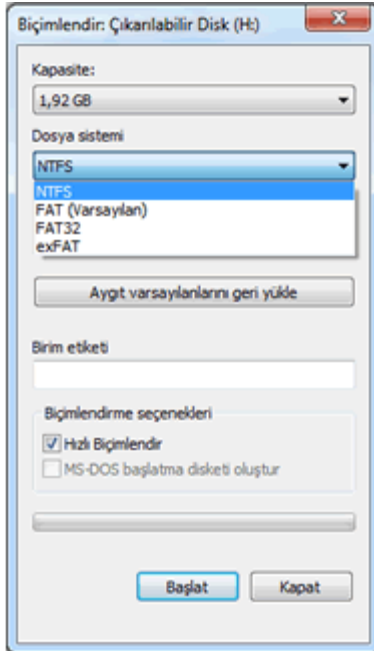 Biçimlendir: Çıkarılabilir Disk (H:)
Kapasite:
1,92 GB
Dosya sistemi
NTFS
NTFS
FAT (Varsayılan)
FAT32
exFAT
Aygıt varsayılanlarını geri yükle
Birim etiketi
Biçimlendirme seçenekleri
Hızlı Biçimlendir
MS-DOS başlatma disketi oluştur
Başlat
Kapat